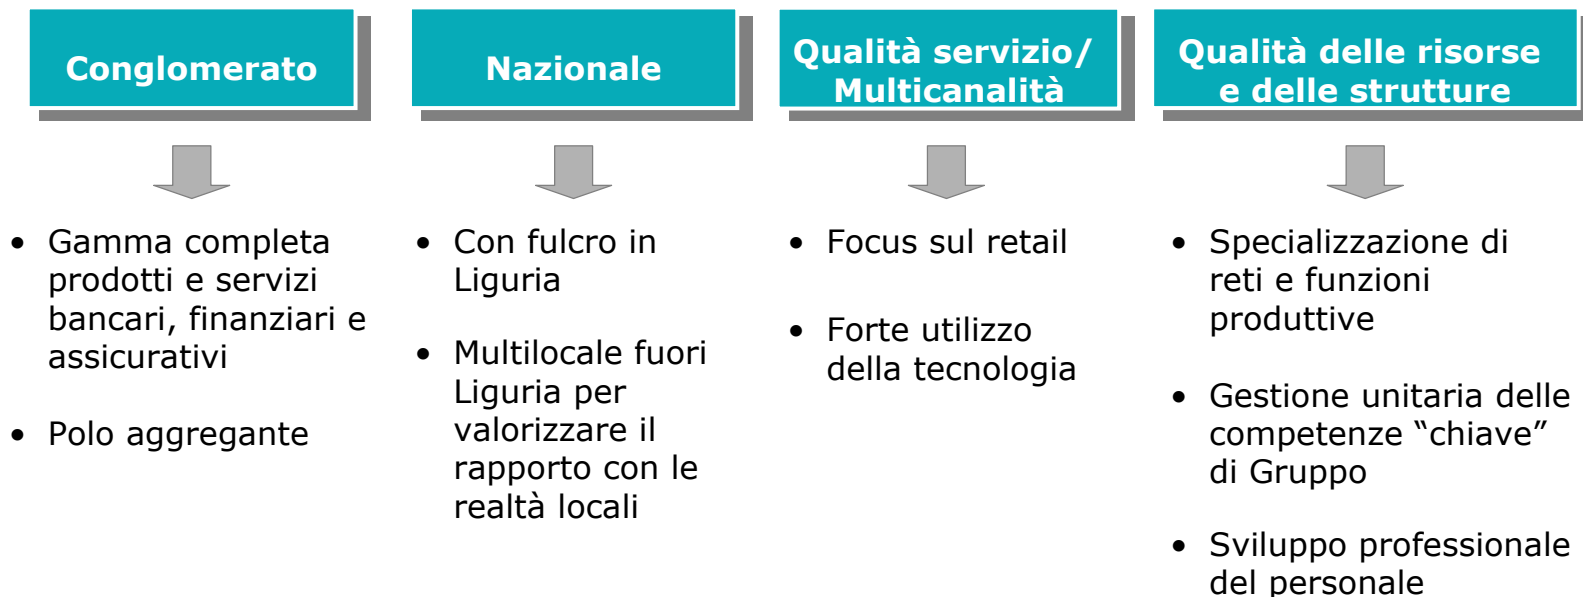 Conglomerato
Gamma completa
prodotti e servizi
bancari, finanziari e
assicurativi
Polo aggregante
Nazionale
Con fulcro in
Liguria
Multilocale fuori
Liguria per
valorizzare il
rapporto con le
realtà locali
Qualità servizio/
Multicanalità
Focus sul retail
Forte utilizzo
della tecnologia
Qualità delle risorse
e delle strutture
Specializzazione di
reti e funzioni
produttive
Gestione unitaria delle
competenze “chiave”
di Gruppo
Sviluppo professionale
del personale